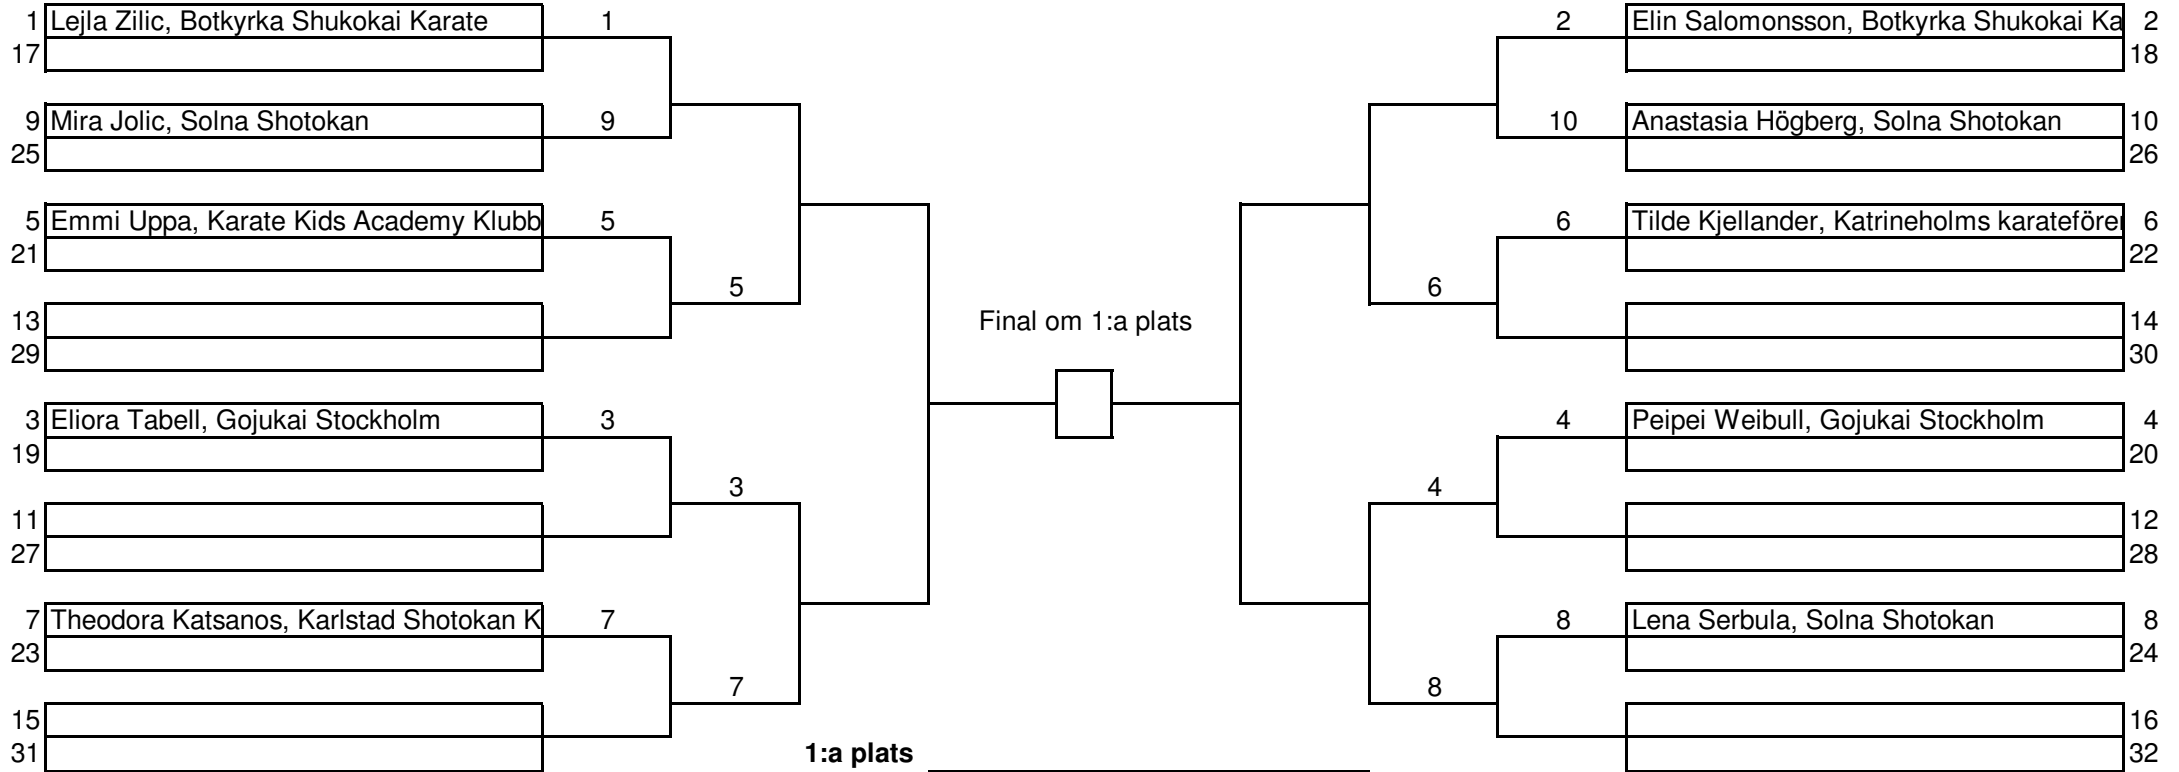 1 Lejla Zilic, Botkyrka Shukokai Karate 1 2 Elin Salomonsson, Botkyrka Shukokai Ka 2
17 18
9 Mira Jolic, Solna Shotokan 9 10 Anastasia Högberg, Solna Shotokan 10
25 26
5 Emmi Uppa, Karate Kids Academy Klubb 5 6 Tilde Kjellander, Katrineholms karateförer 6
21 22
5 6
13 Final om 1:a plats 14
29 30
3 Eliora Tabell, Gojukai Stockholm 3 4 Peipei Weibull, Gojukai Stockholm 4
19 20
3 4
11 12
27 28
7 Theodora Katsanos, Karlstad Shotokan K 7 8 Lena Serbula, Solna Shotokan 8
23 24
7 8
15 16
31 1:a plats 32